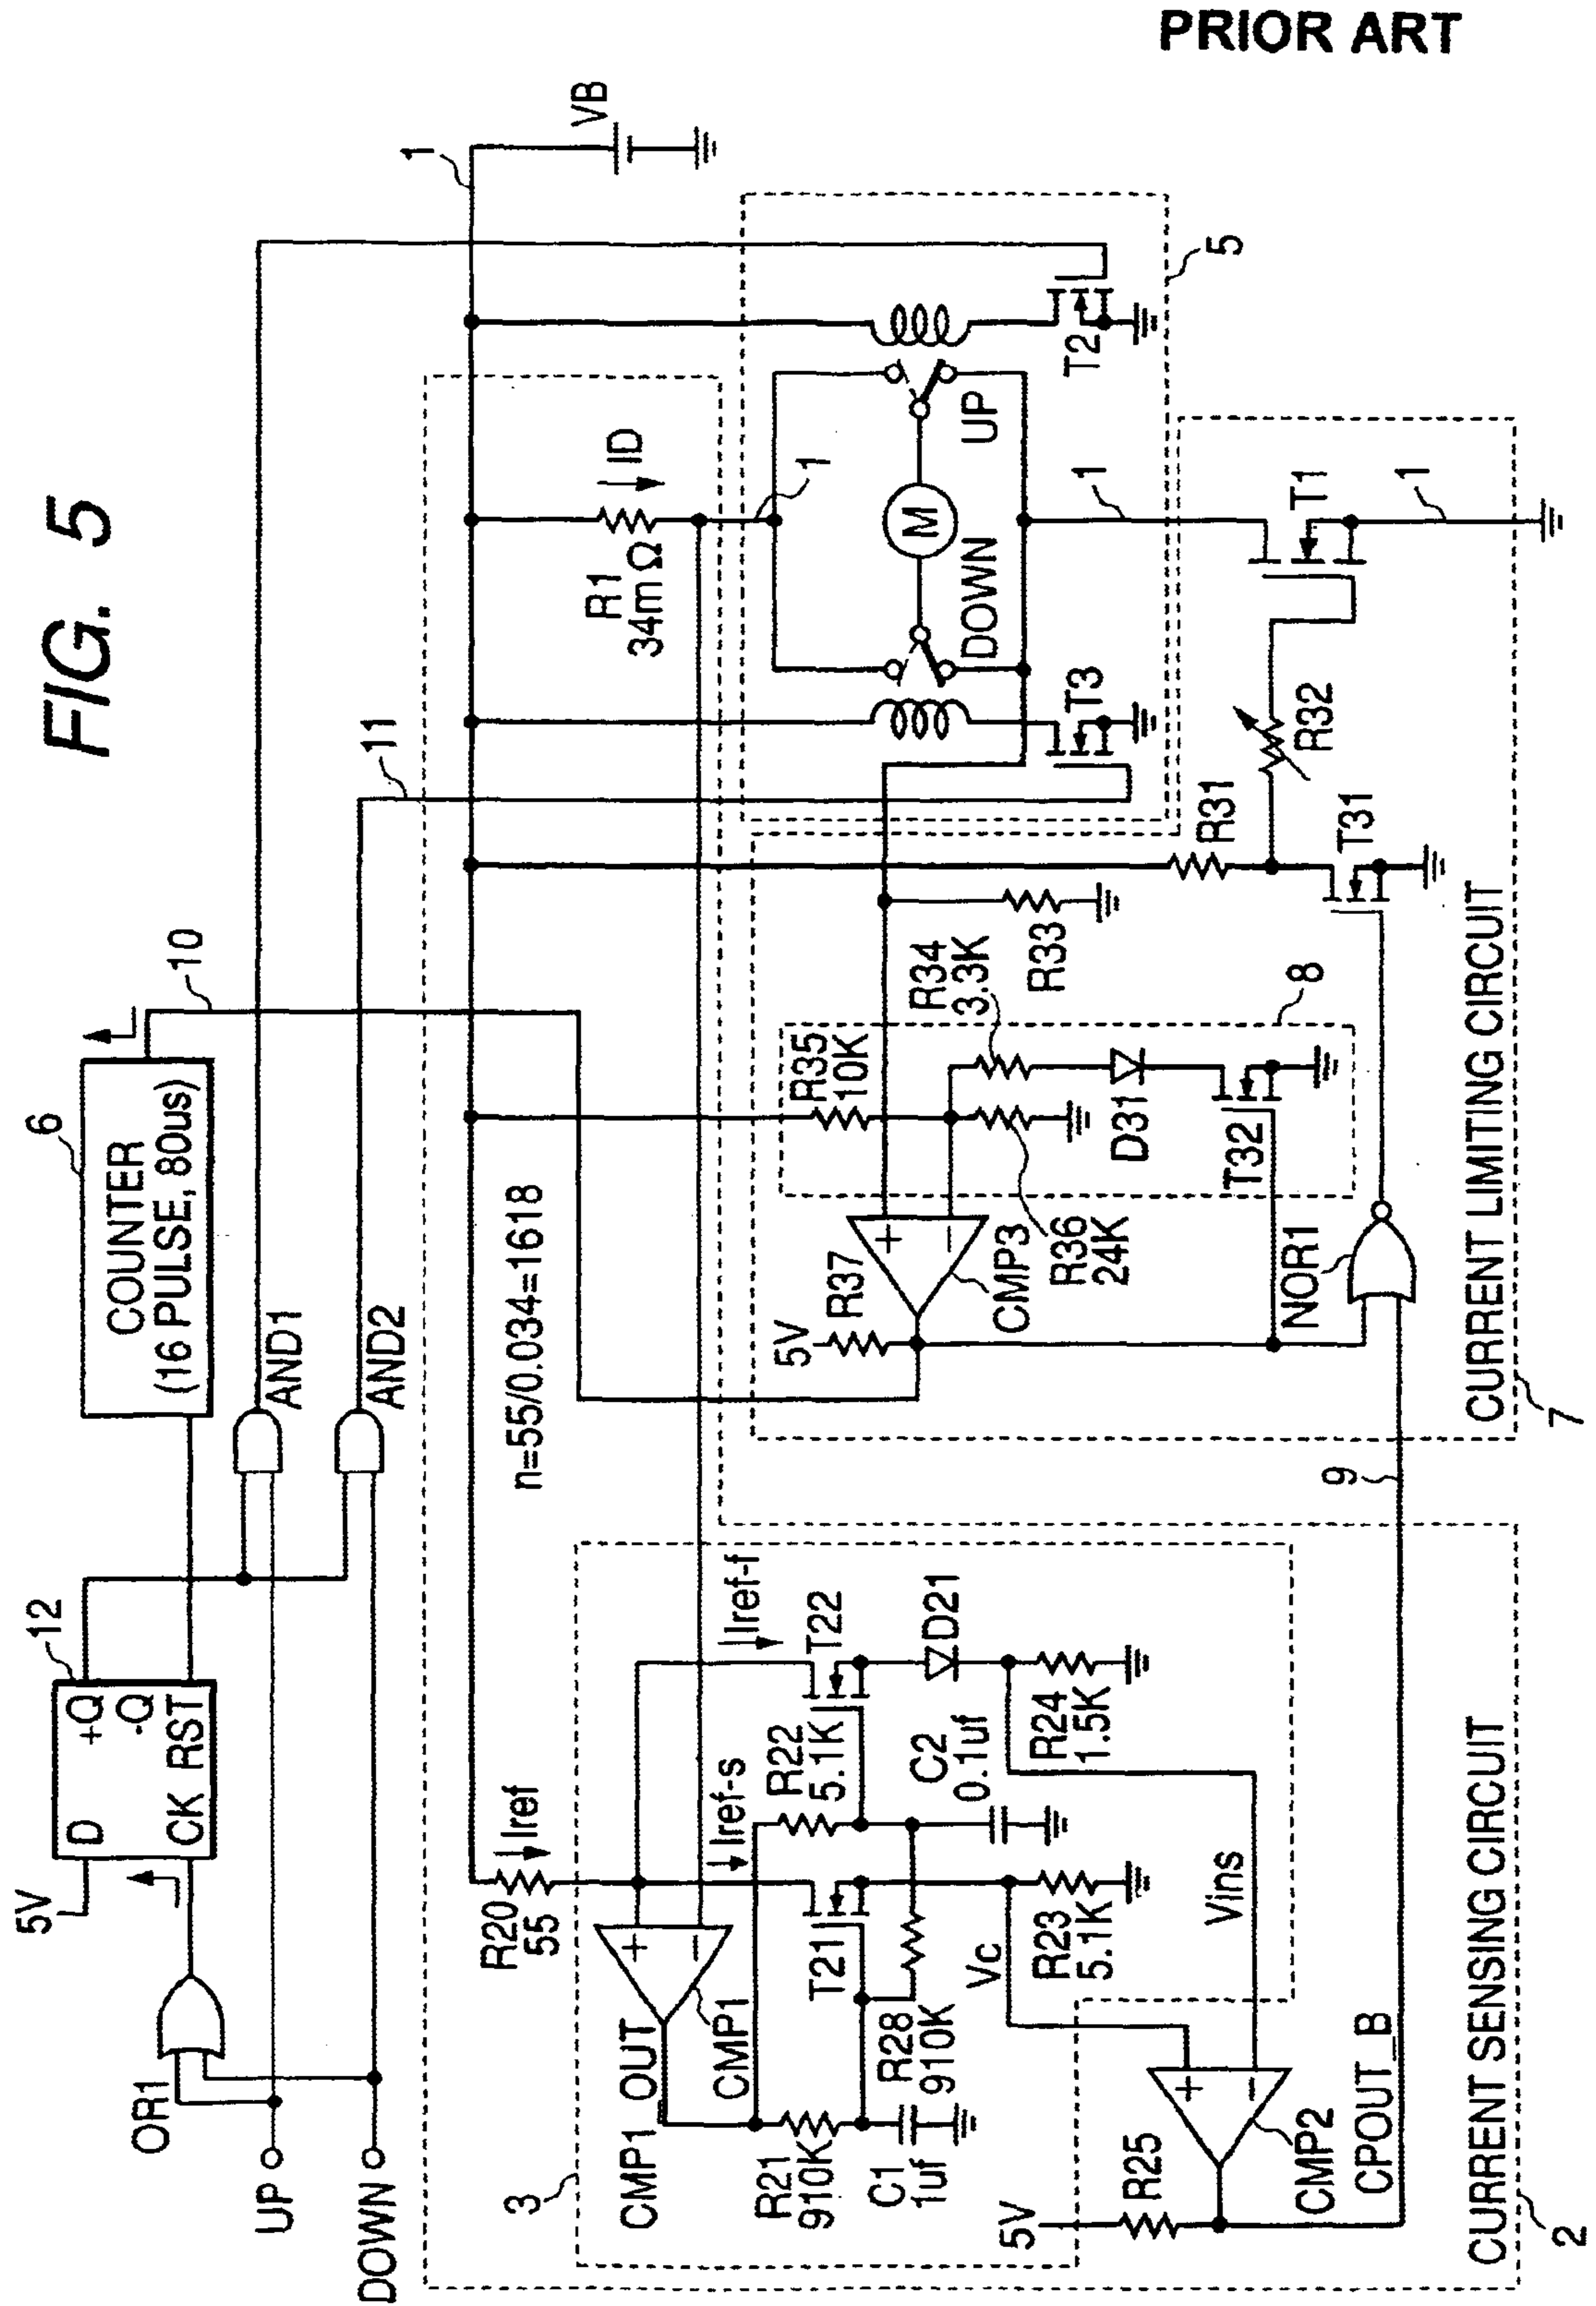 FIG. 5
PRIOR ART
5V
12
D
+Q
-Q
CK RST
OR1
UP
DOWN
6
COUNTER
(16 PULSE, 80us)
AND1
AND2
10
11
1
VB
n=55/0.034=1618
R20
55
Iref
Iref-s
Iref-f
3
CMP1_OUT
CMP1
R21
910K
C1
1uf
T21
R28
910K
R22
5.1K
C2
0.1uf
T22
D21
R24
1.5K
Vc
R23
5.1K
Vins
5V
R25
CMP2
CPOUT_B
CURRENT SENSING CIRCUIT
2
9
R1
34mΩ
ID
1
M
DOWN
UP
T3
T2
5
1
T1
1
R32
R31
T31
R33
R34
3.3K
R35
10K
8
D31
T32
R36
24K
CMP3
5V
R37
NOR1
CURRENT LIMITING CIRCUIT
7
+
−
+
−
+
−